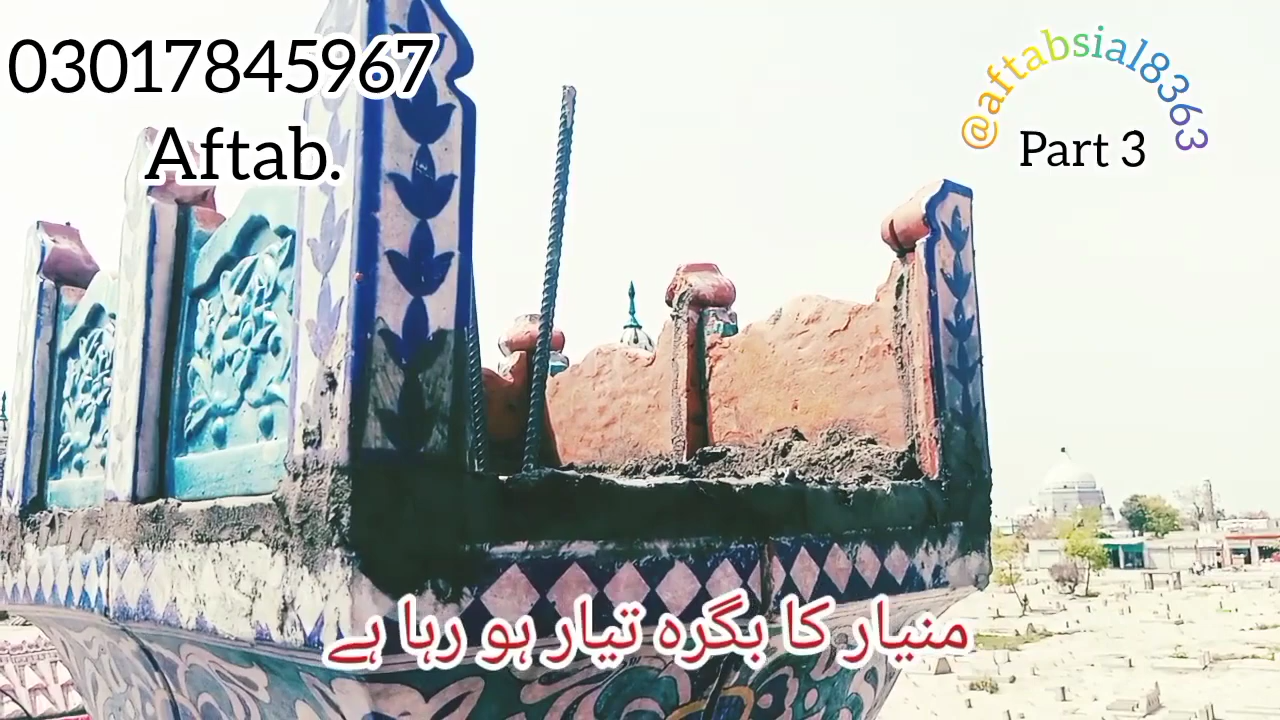 03017845967
Aftab.
@aftabsial8363
Part 3
منیار کا بگرہ تیار ہو رہا ہے